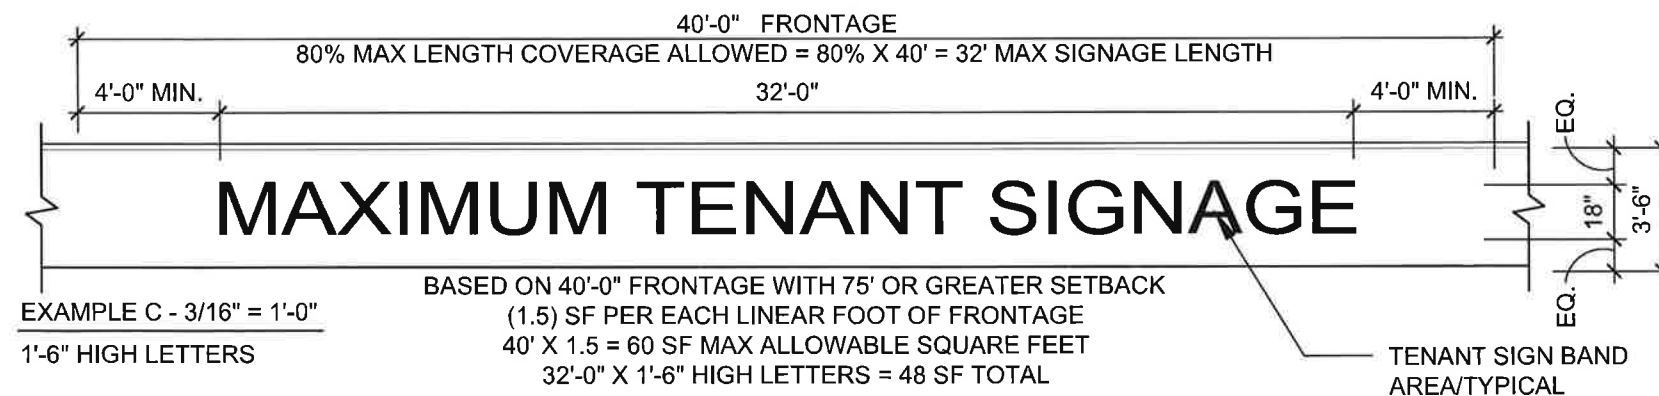 40'-0" FRONTAGE
80% MAX LENGTH COVERAGE ALLOWED = 80% X 40' = 32' MAX SIGNAGE LENGTH
4'-0" MIN.
32'-0"
4'-0" MIN.
EQ.
MAXIMUM TENANT SIGNAGE
18"
3'-6"
EQ.
BASED ON 40'-0" FRONTAGE WITH 75' OR GREATER SETBACK
(1.5) SF PER EACH LINEAR FOOT OF FRONTAGE
40' X 1.5 = 60 SF MAX ALLOWABLE SQUARE FEET
32'-0" X 1'-6" HIGH LETTERS = 48 SF TOTAL
EXAMPLE C - 3/16" = 1'-0"
1'-6" HIGH LETTERS
TENANT SIGN BAND
AREA/TYPICAL